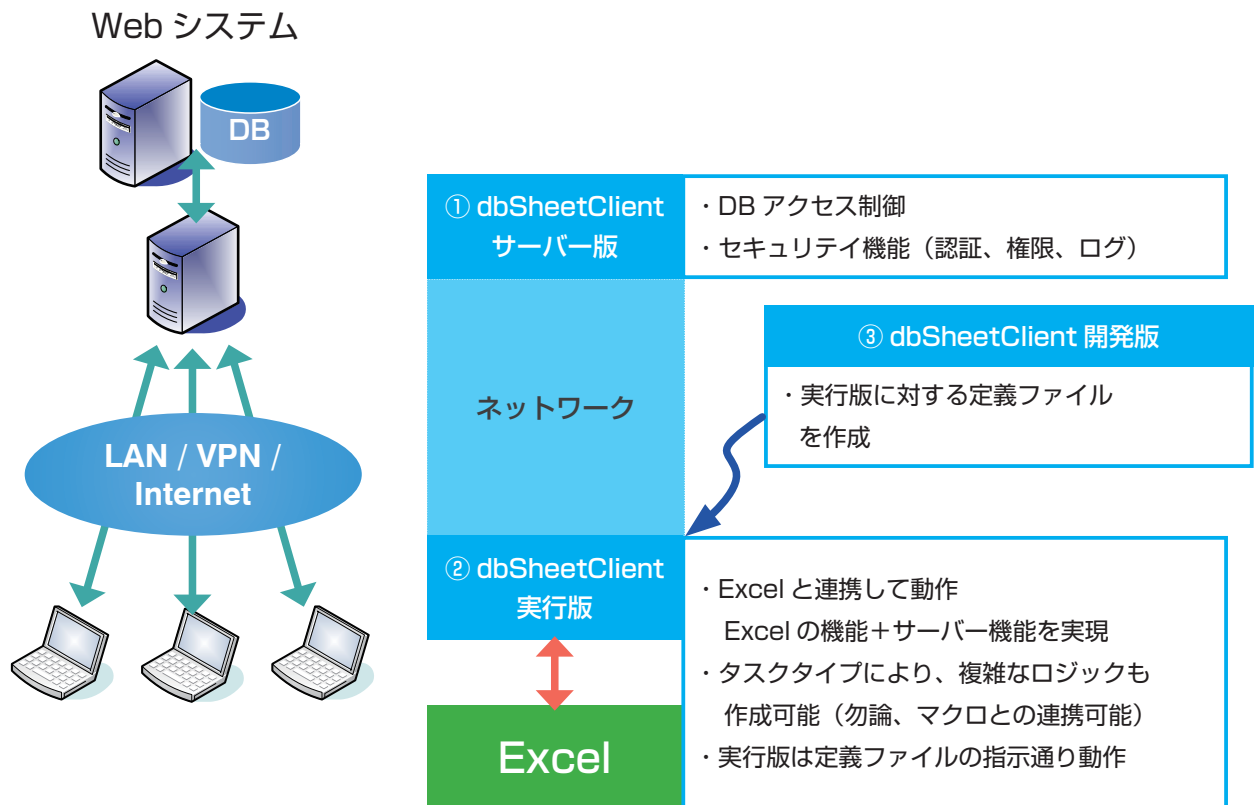 Web システム
DB
LAN / VPN /
Internet
① dbSheetClient
サーバー版
・DB アクセス制御
・セキュリテイ機能（認証、権限、ログ）
ネットワーク
③ dbSheetClient 開発版
・実行版に対する定義ファイル
を作成
② dbSheetClient
実行版
・Excel と連携して動作
Excel の機能＋サーバー機能を実現
・タスクタイプにより、複雑なロジックも
作成可能（勿論、マクロとの連携可能）
・実行版は定義ファイルの指示通り動作
Excel